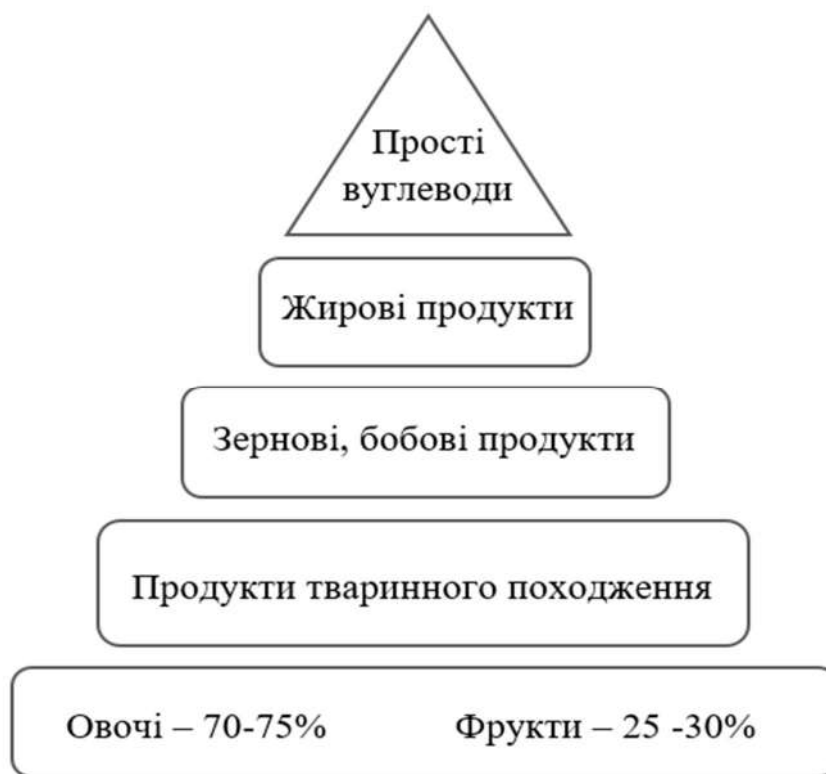 Прості
вуглеводи
Жирові продукти
Зернові, бобові продукти
Продукти тваринного походження
Овочі – 70-75% Фрукти – 25 -30%